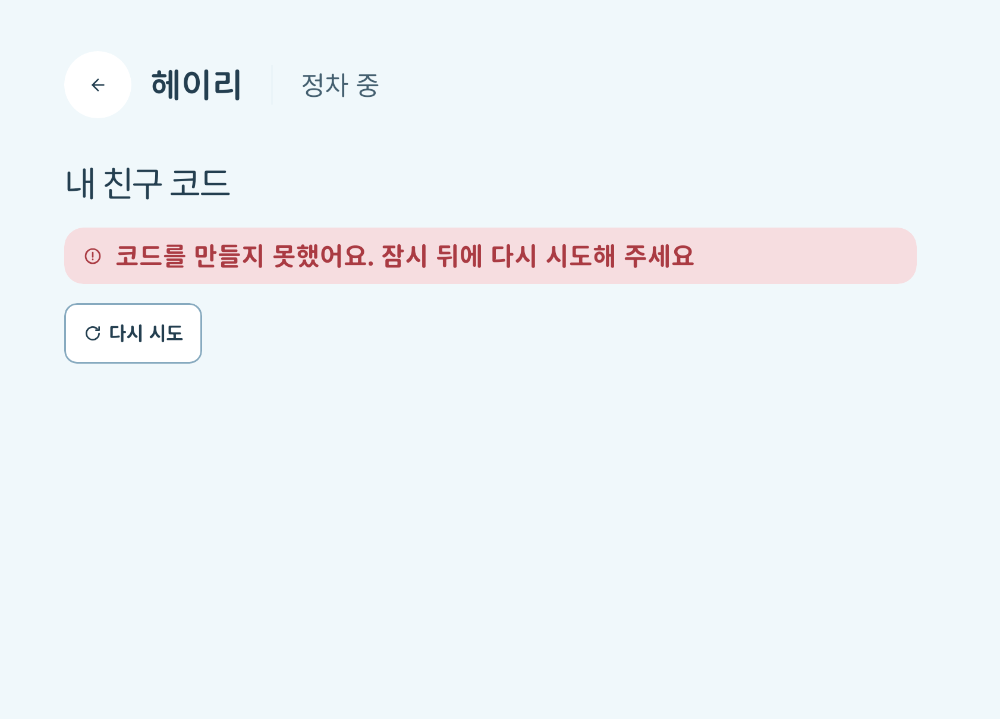 헤이리 정차 중
내 친구 코드
코드를 만들지 못했어요. 잠시 뒤에 다시 시도해 주세요
다시 시도